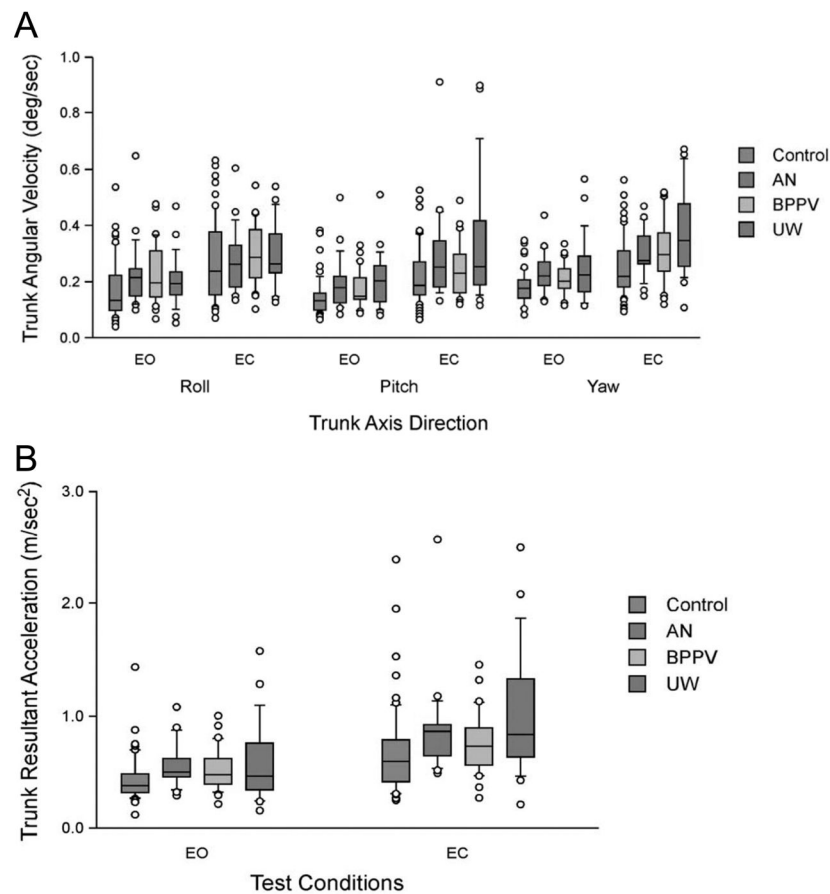 A
Trunk Angular Velocity (deg/sec)
1.0
0.8
0.6
0.4
0.2
0.0
EO EC EO EC EO EC
Roll Pitch Yaw
Trunk Axis Direction
Control
AN
BPPV
UW
B
Trunk Resultant Acceleration (m/sec²)
3.0
2.0
1.0
0.0
EO EC
Test Conditions
Control
AN
BPPV
UW